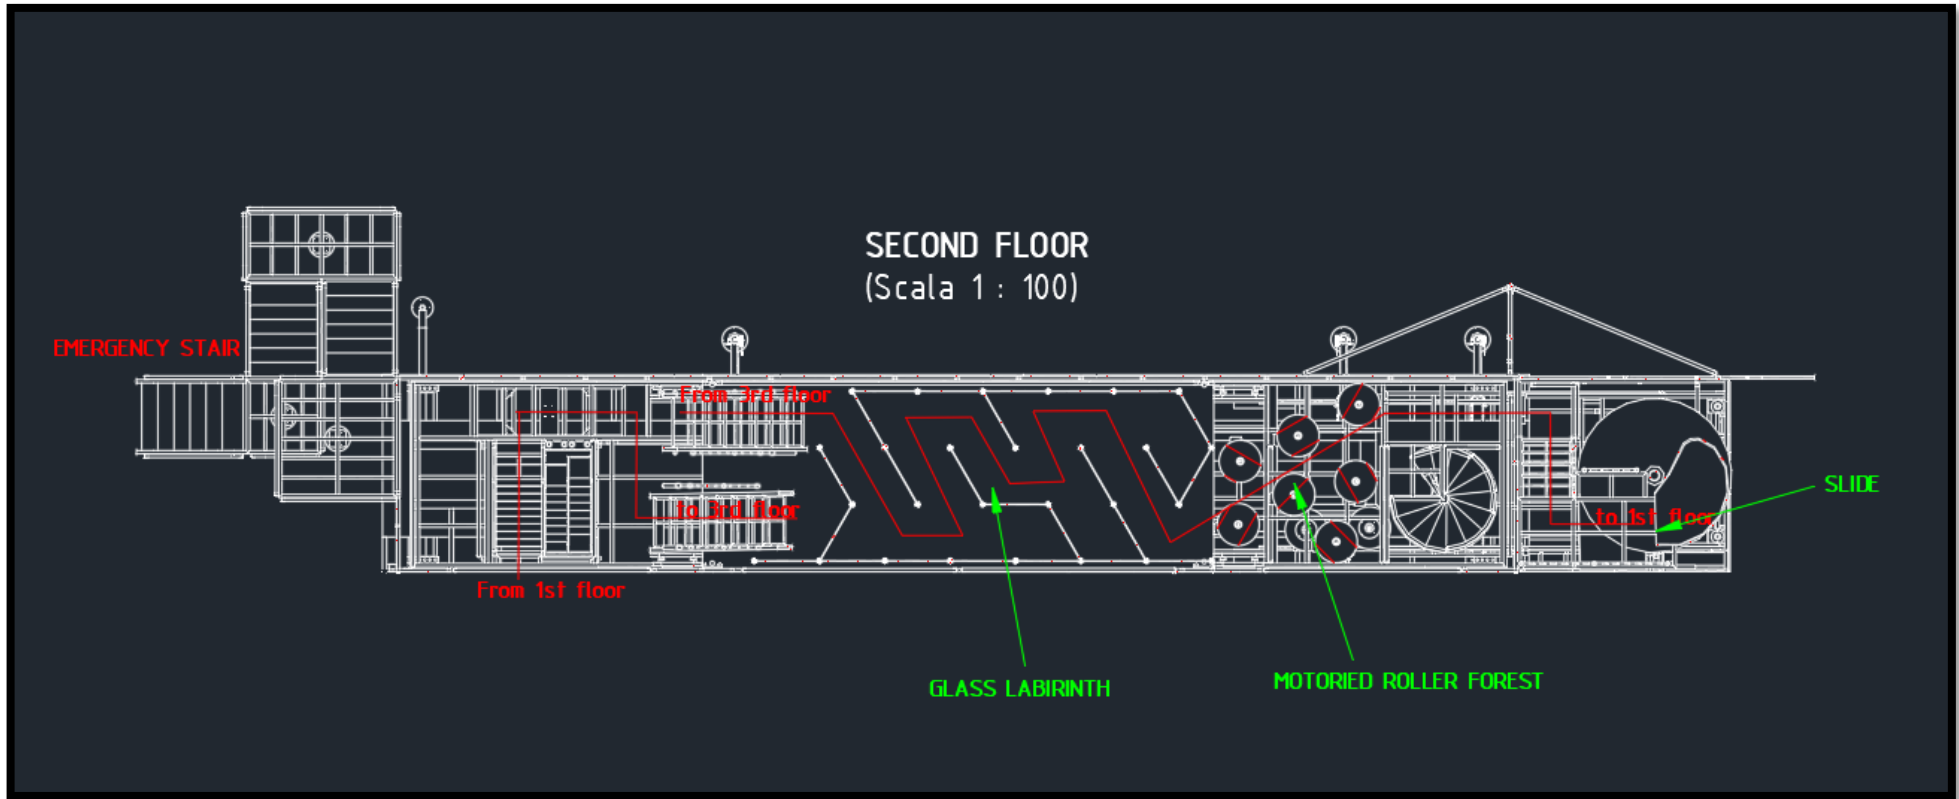 SECOND FLOOR
(Scala 1 : 100)
EMERGENCY STAIR
From 3rd floor
SLIDE
to 3rd floor
to 1st floor
From 1st floor
GLASS LABIRINTH
MOTORIED ROLLER FOREST